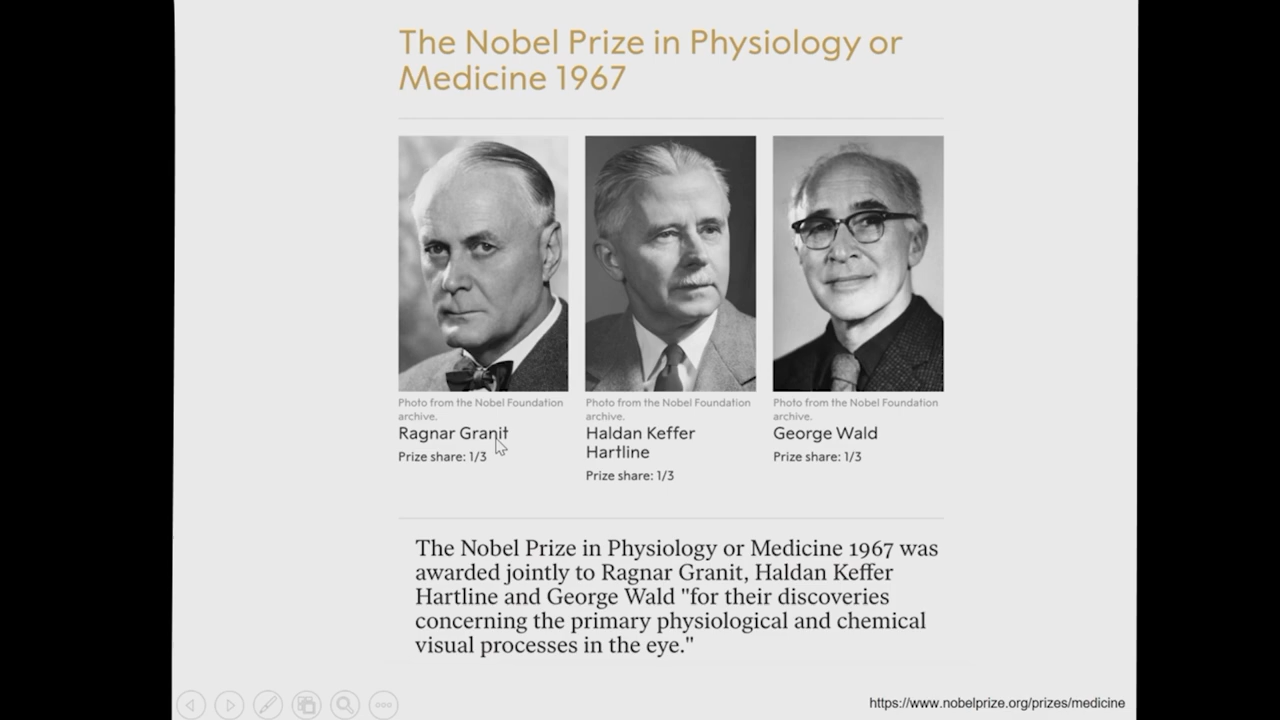 The Nobel Prize in Physiology or
Medicine 1967
Photo from the Nobel Foundation
archive.
Ragnar Granit
Prize share: 1/3
Photo from the Nobel Foundation
archive.
Haldan Keffer
Hartline
Prize share: 1/3
Photo from the Nobel Foundation
archive.
George Wald
Prize share: 1/3
The Nobel Prize in Physiology or Medicine 1967 was
awarded jointly to Ragnar Granit, Haldan Keffer
Hartline and George Wald "for their discoveries
concerning the primary physiological and chemical
visual processes in the eye."
https://www.nobelprize.org/prizes/medicine